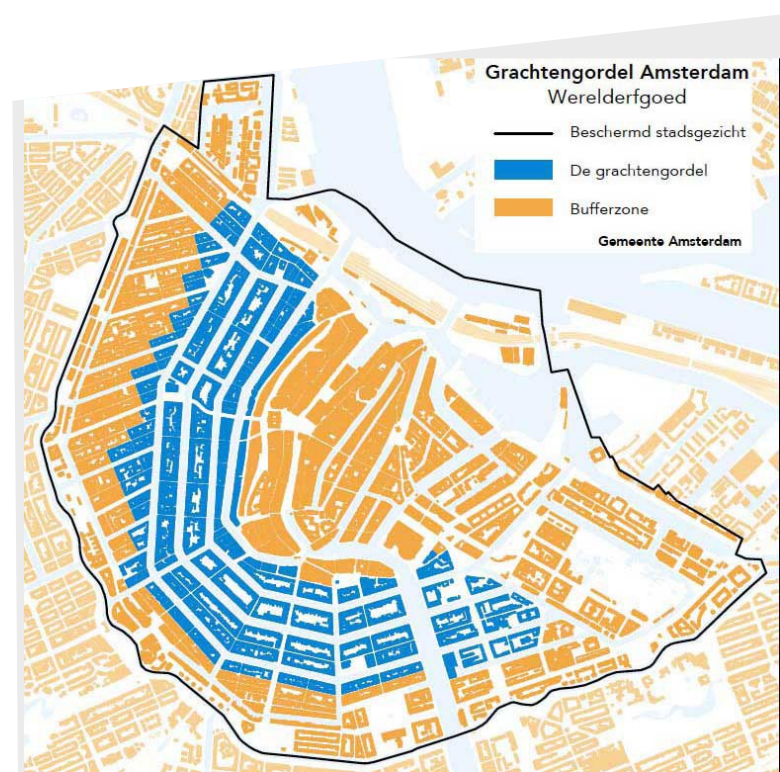 Grachtengordel Amsterdam
Werelderfgoed
Beschermd stadsgezicht
De grachtengordel
Bufferzone
Gemeente Amsterdam